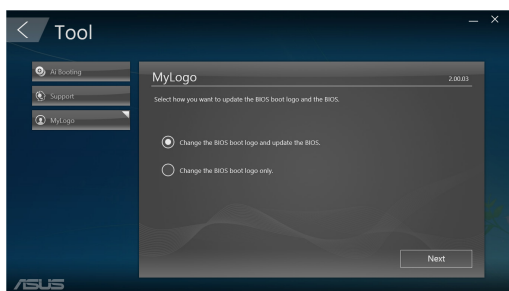 Tool
Ai Booting
Support
MyLogo
MyLogo
2.00.03
Select how you want to update the BIOS boot logo and the BIOS.
Change the BIOS boot logo and update the BIOS.
Change the BIOS boot logo only.
Next
ASUS